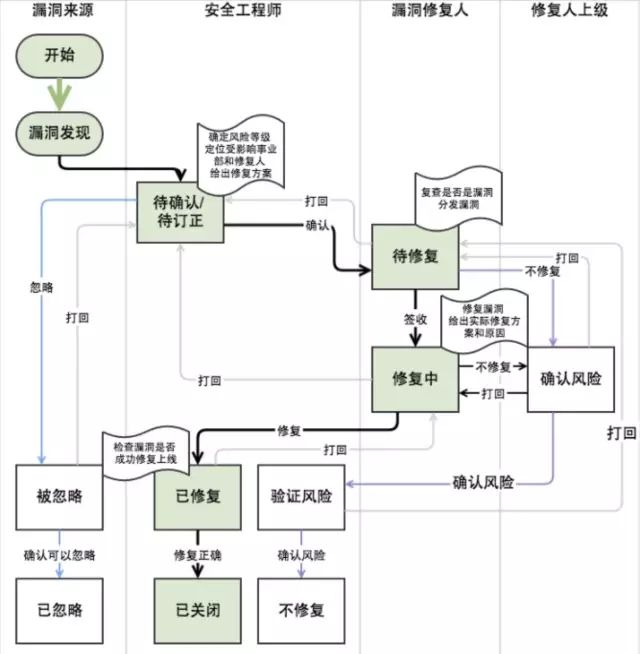 漏洞来源
安全工程师
漏洞修复人
修复人上级
开始
漏洞发现
确定风险等级
定位受影响事业
部和修复人
给出修复方案
待确认/
待订正
打回
确认
复查是否是漏洞
分发漏洞
待修复
打回
不修复
忽略
打回
签收
修复漏洞
给出实际修复方
案和原因
修复中
不修复
打回
确认风险
打回
打回
修复
打回
检查漏洞是否
成功修复上线
被忽略
已修复
验证风险
确认风险
确认可以忽略
修复正确
确认风险
已忽略
已关闭
不修复